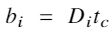 b_i = D_i t_c